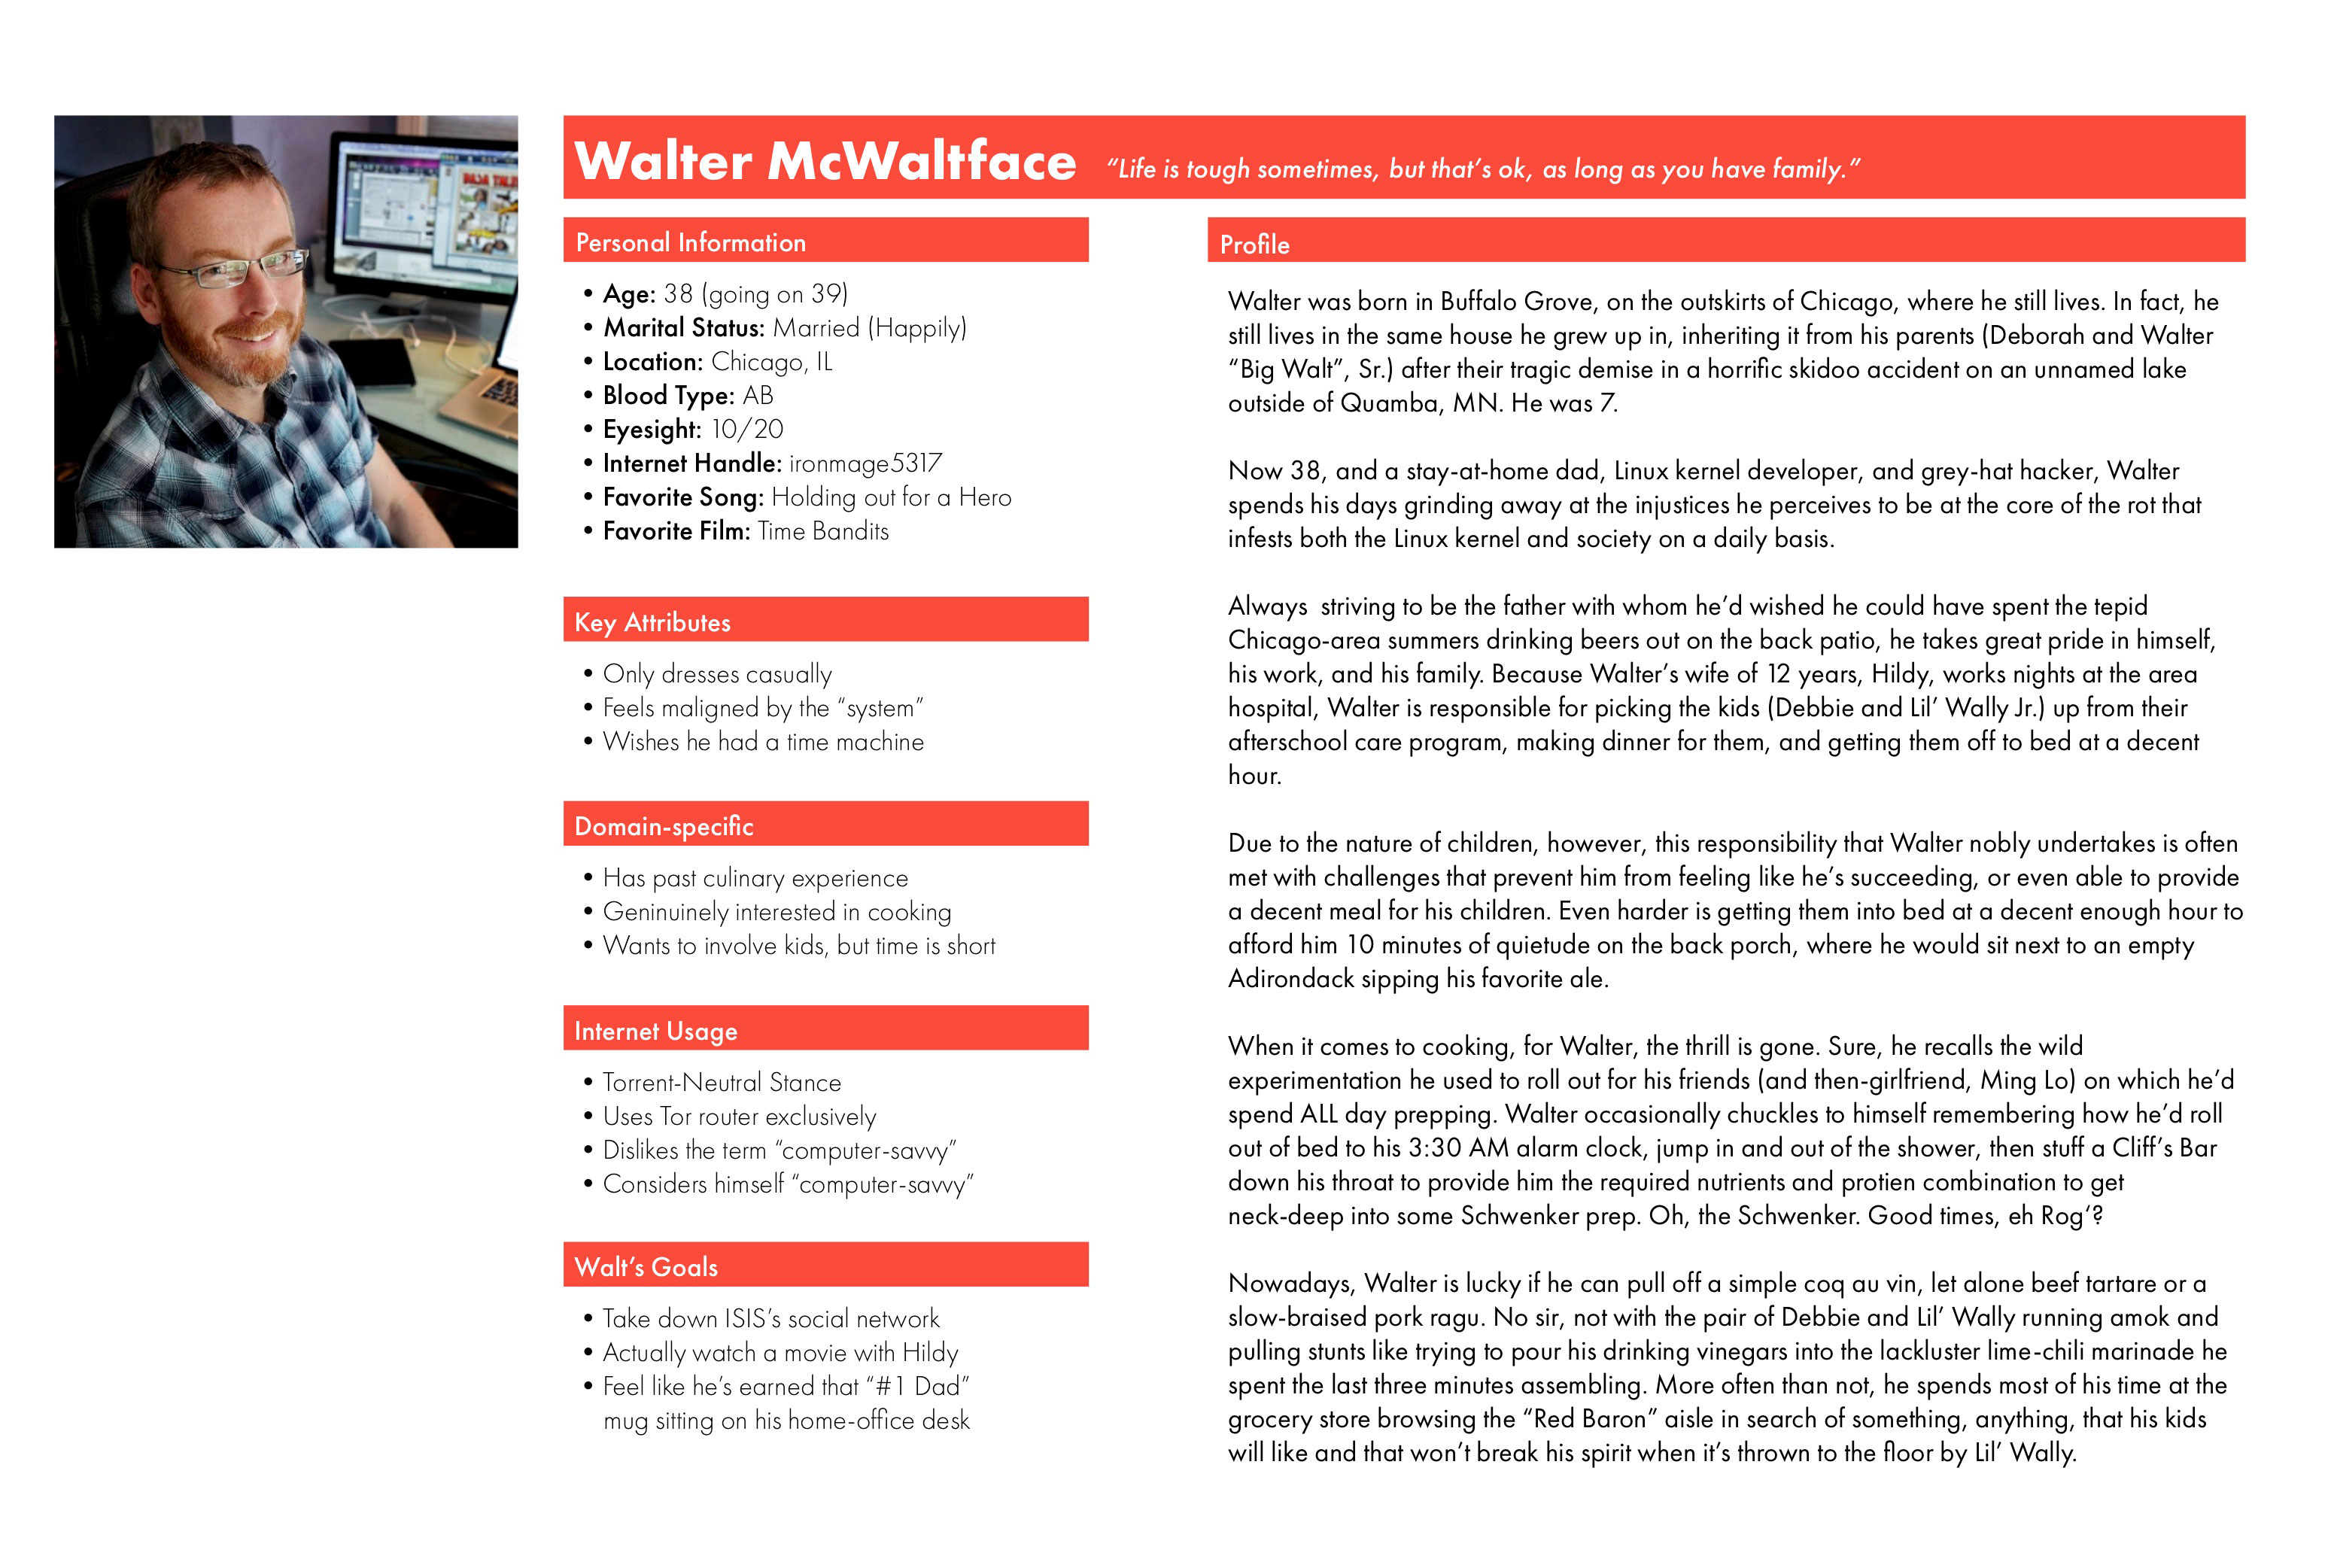 Walter McWaltface “Life is tough sometimes, but that’s ok, as long as you have family.”
Personal Information
• Age: 38 (going on 39)
• Marital Status: Married (Happily)
• Location: Chicago, IL
• Blood Type: AB
• Eyesight: 10/20
• Internet Handle: ironmage5317
• Favorite Song: Holding out for a Hero
• Favorite Film: Time Bandits
Key Attributes
• Only dresses casually
• Feels maligned by the “system”
• Wishes he had a time machine
Domain-specific
• Has past culinary experience
• Geninuinely interested in cooking
• Wants to involve kids, but time is short
Internet Usage
• Torrent-Neutral Stance
• Uses Tor router exclusively
• Dislikes the term “computer-savvy”
• Considers himself “computer-savvy”
Walt’s Goals
• Take down ISIS’s social network
• Actually watch a movie with Hildy
• Feel like he’s earned that “#1 Dad”
mug sitting on his home-office desk
Profile
Walter was born in Buffalo Grove, on the outskirts of Chicago, where he still lives. In fact, he
still lives in the same house he grew up in, inheriting it from his parents (Deborah and Walter
“Big Walt”, Sr.) after their tragic demise in a horrific skidoo accident on an unnamed lake
outside of Quamba, MN. He was 7.
Now 38, and a stay-at-home dad, Linux kernel developer, and grey-hat hacker, Walter
spends his days grinding away at the injustices he perceives to be at the core of the rot that
infests both the Linux kernel and society on a daily basis.
Always  striving to be the father with whom he’d wished he could have spent the tepid
Chicago-area summers drinking beers out on the back patio, he takes great pride in himself,
his work, and his family. Because Walter’s wife of 12 years, Hildy, works nights at the area
hospital, Walter is responsible for picking the kids (Debbie and Lil’ Wally Jr.) up from their
afterschool care program, making dinner for them, and getting them off to bed at a decent
hour.
Due to the nature of children, however, this responsibility that Walter nobly undertakes is often
met with challenges that prevent him from feeling like he’s succeeding, or even able to provide
a decent meal for his children. Even harder is getting them into bed at a decent enough hour to
afford him 10 minutes of quietude on the back porch, where he would sit next to an empty
Adirondack sipping his favorite ale.
When it comes to cooking, for Walter, the thrill is gone. Sure, he recalls the wild
experimentation he used to roll out for his friends (and then-girlfriend, Ming Lo) on which he’d
spend ALL day prepping. Walter occasionally chuckles to himself remembering how he’d roll
out of bed to his 3:30 AM alarm clock, jump in and out of the shower, then stuff a Cliff’s Bar
down his throat to provide him the required nutrients and protien combination to get
neck-deep into some Schwenker prep. Oh, the Schwenker. Good times, eh Rog‘?
Nowadays, Walter is lucky if he can pull off a simple coq au vin, let alone beef tartare or a
slow-braised pork ragu. No sir, not with the pair of Debbie and Lil’ Wally running amok and
pulling stunts like trying to pour his drinking vinegars into the lackluster lime-chili marinade he
spent the last three minutes assembling. More often than not, he spends most of his time at the
grocery store browsing the “Red Baron” aisle in search of something, anything, that his kids
will like and that won’t break his spirit when it’s thrown to the floor by Lil’ Wally.